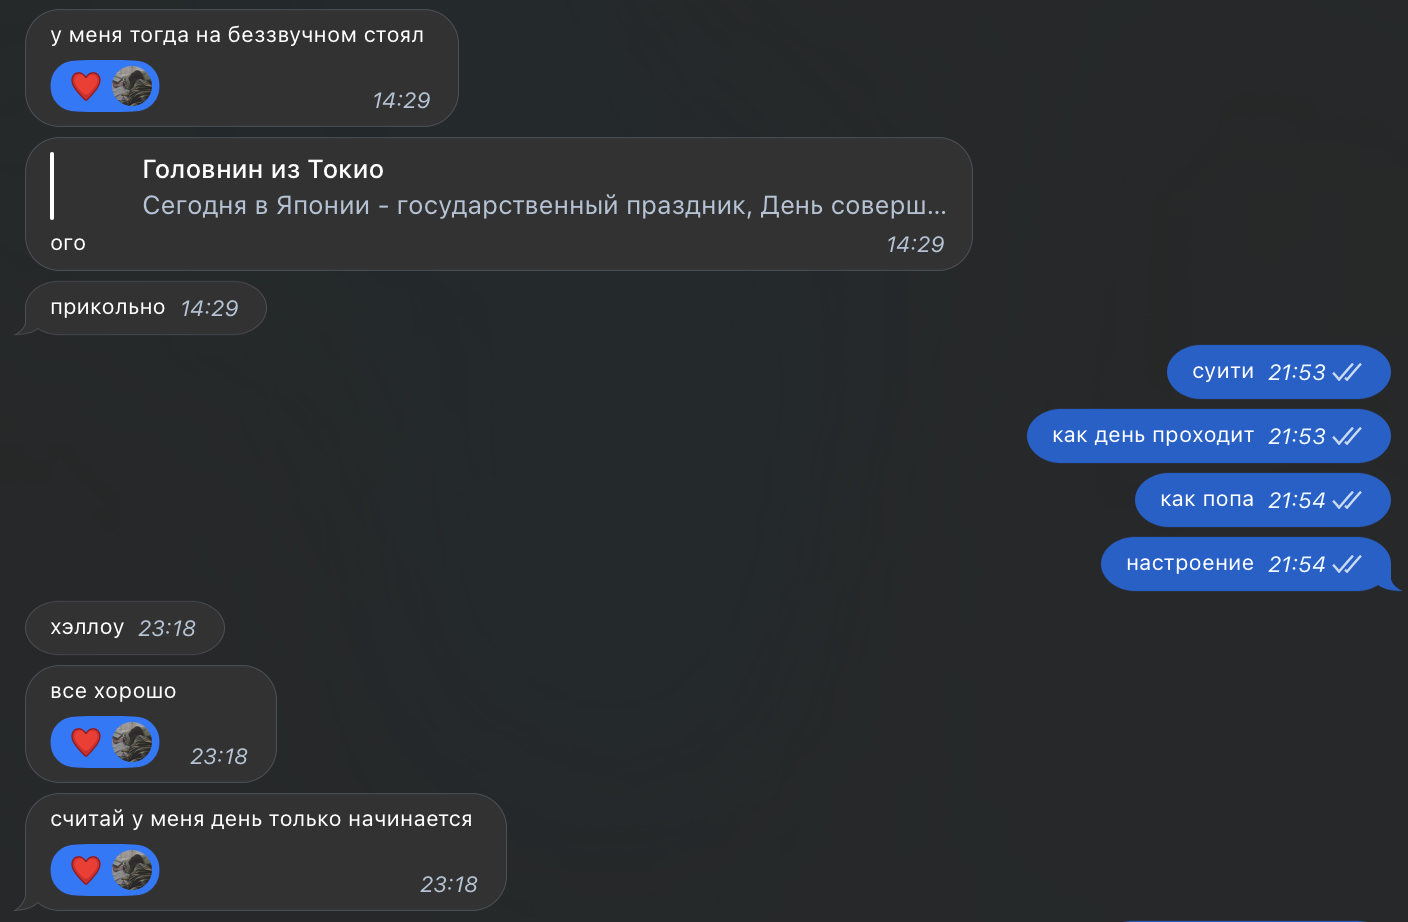 у меня тогда на беззвучном стоял
14:29
Головнин из Токио
Сегодня в Японии - государственный праздник, День соверш...
ого 14:29
прикольно 14:29
суити 21:53
как день проходит 21:53
как попа 21:54
настроение 21:54
хэллоу 23:18
все хорошо
23:18
считай у меня день только начинается
23:18